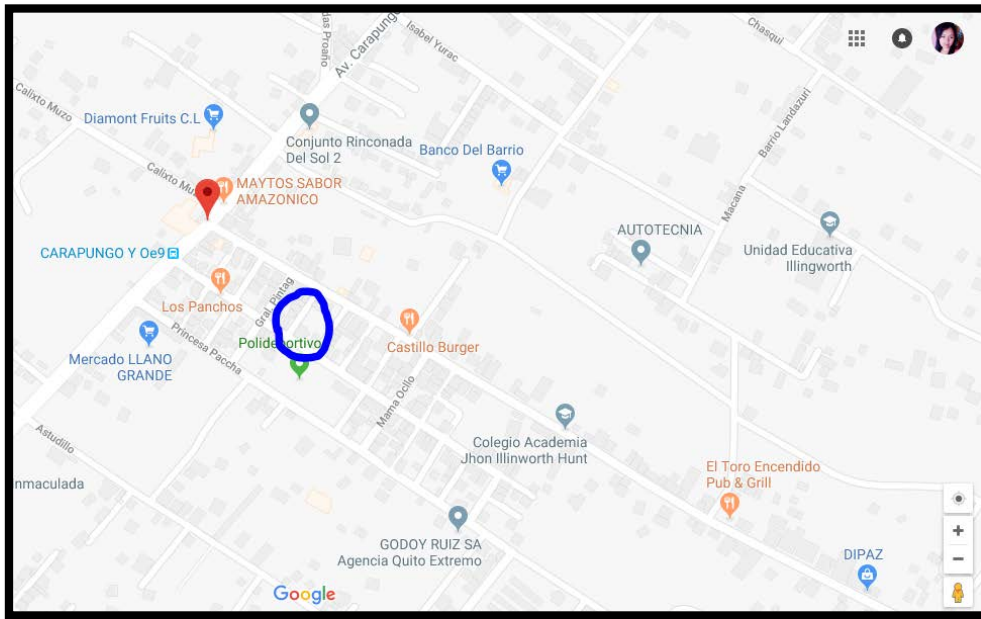 Chasqui
Isabel Yurac
das Proaño
Av. Carapungo
Calixto Muzo
Diamont Fruits C.L
Conjunto Rinconada
Del Sol 2
Banco Del Barrio
Barrio Landazuri
Calixto Mu
MAYTOS SABOR
AMAZONICO
Macana
AUTOTECNIA
Unidad Educativa
Illingworth
CARAPUNGO Y Oe9
Gral. Pintag
Los Panchos
Princesa Paccha
Polideportivo
Castillo Burger
Mercado LLANO
GRANDE
Mama Ocllo
Astudillo
Colegio Academia
Jhon Illinworth Hunt
El Toro Encendido
Pub & Grill
nmaculada
GODOY RUIZ SA
Agencia Quito Extremo
DIPAZ
Google